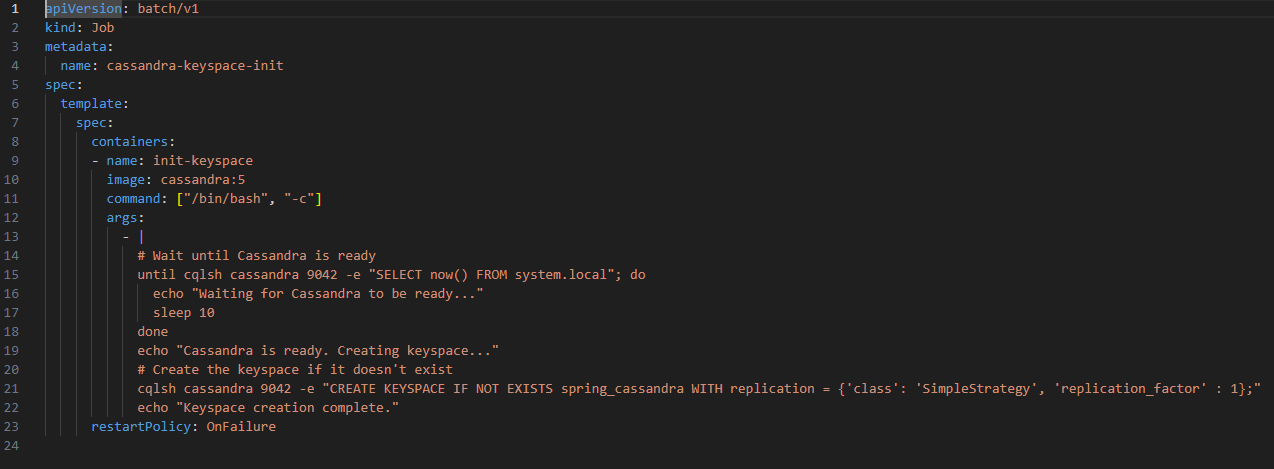 1 apiVersion: batch/v1
2 kind: Job
3 metadata:
4   name: cassandra-keyspace-init
5 spec:
6   template:
7     spec:
8       containers:
9       - name: init-keyspace
10         image: cassandra:5
11         command: ["/bin/bash", "-c"]
12         args:
13           - |
14             # Wait until Cassandra is ready
15             until cqlsh cassandra 9042 -e "SELECT now() FROM system.local"; do
16               echo "Waiting for Cassandra to be ready..."
17               sleep 10
18             done
19             echo "Cassandra is ready. Creating keyspace..."
20             # Create the keyspace if it doesn't exist
21             cqlsh cassandra 9042 -e "CREATE KEYSPACE IF NOT EXISTS spring_cassandra WITH replication = {'class': 'SimpleStrategy', 'replication_factor' : 1};"
22             echo "Keyspace creation complete."
23       restartPolicy: OnFailure
24